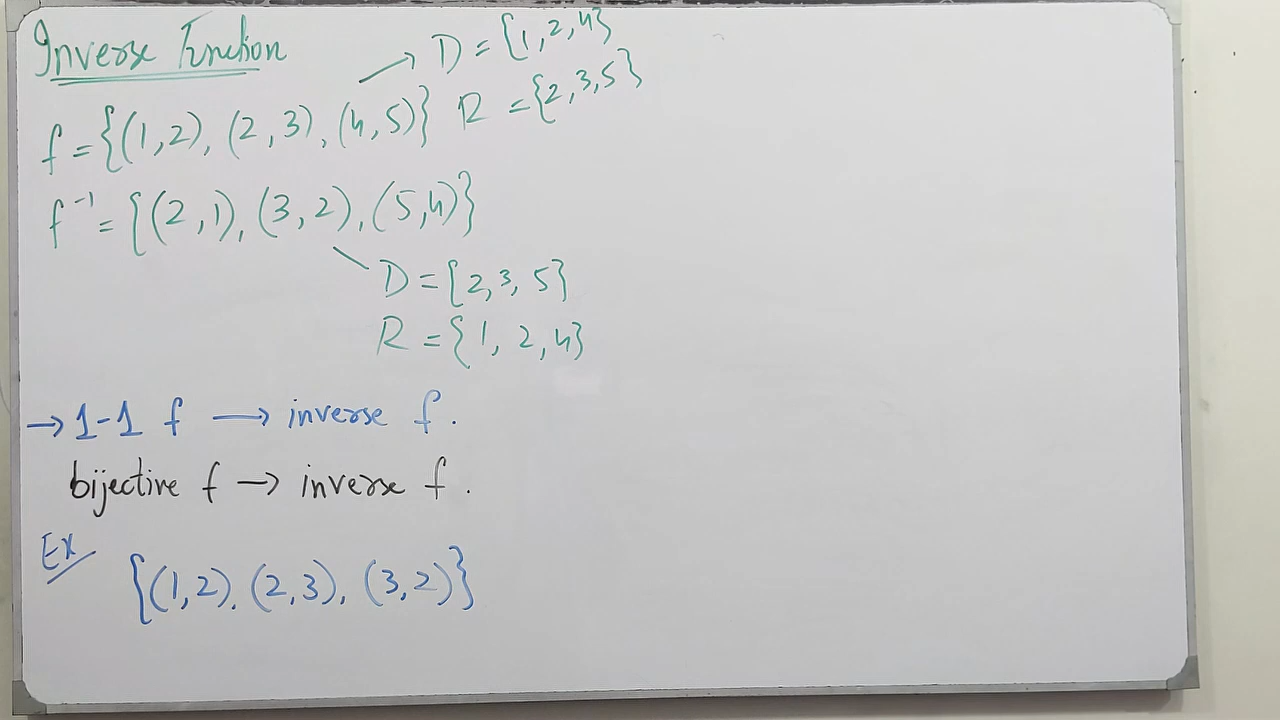 Inverse Function
f = {(1,2), (2,3), (4,5)}
→ D = {1,2,4}
R = {2,3,5}
f⁻¹ = {(2,1), (3,2), (5,4)}
D = {2,3,5}
R = {1,2,4}
→ 1-1 f → inverse f.
bijective f → inverse f.
Ex
{(1,2), (2,3), (3,2)}